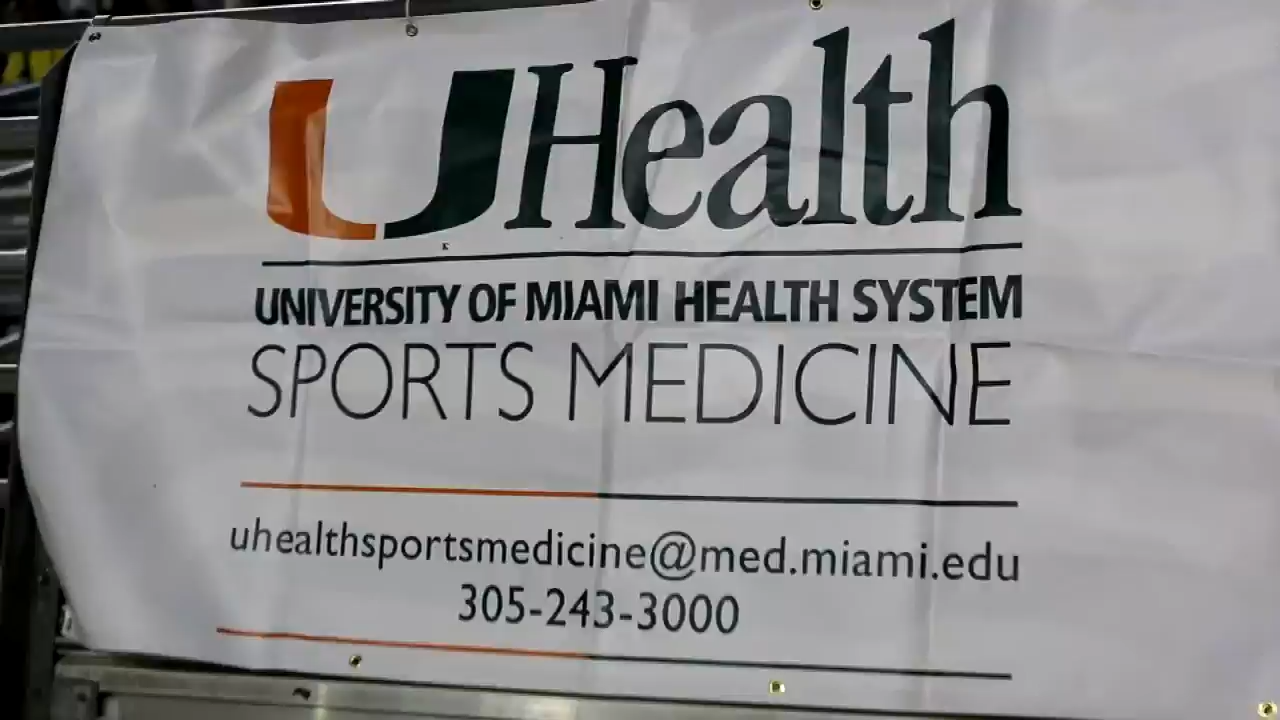 UHealth
UNIVERSITY OF MIAMI HEALTH SYSTEM
SPORTS MEDICINE
uhealthsportsmedicine@med.miami.edu
305-243-3000